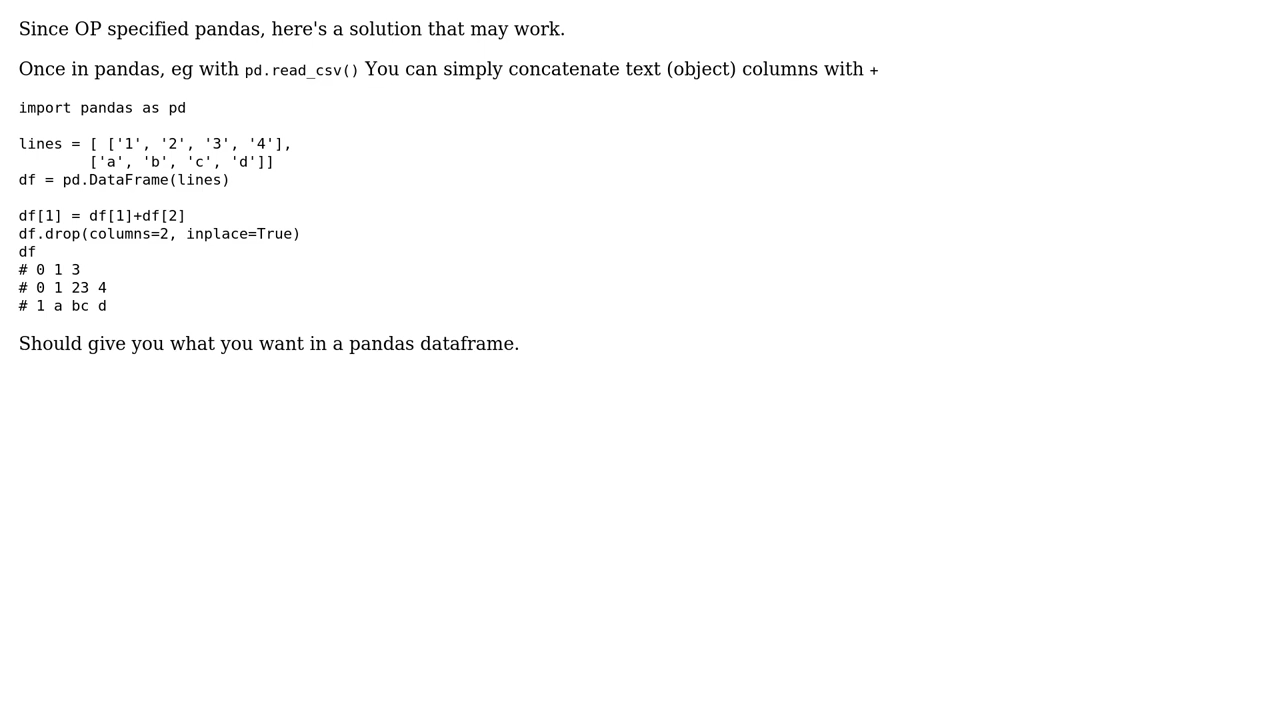 Since OP specified pandas, here's a solution that may work.
Once in pandas, eg with pd.read_csv() You can simply concatenate text (object) columns with +
import pandas as pd
lines = [ ['1', '2', '3', '4'],
        ['a', 'b', 'c', 'd']]
df = pd.DataFrame(lines)
df[1] = df[1]+df[2]
df.drop(columns=2, inplace=True)
df
# 0 1 3
# 0 1 23 4
# 1 a bc d
Should give you what you want in a pandas dataframe.